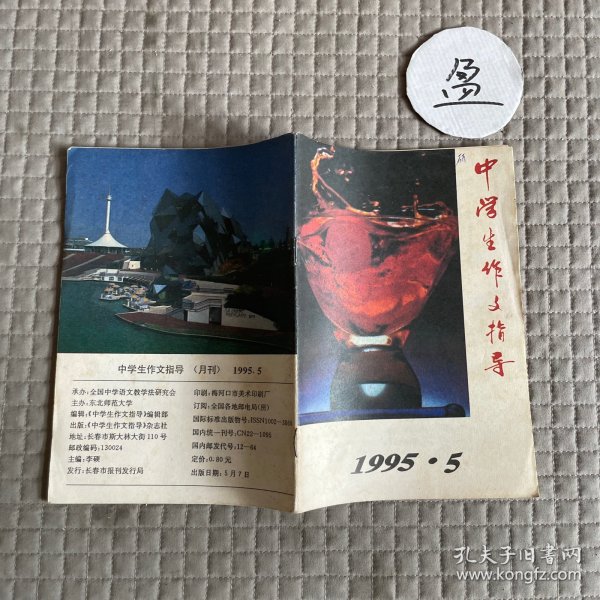 盈
中学生作文指导
1995·5
中学生作文指导 (月刊) 1995.5
承办:全国中学语文教学法研究会
主办:东北师范大学
编辑:《中学生作文指导》编辑部
出版:《中学生作文指导》杂志社
地址:长春市斯大林大街110号
邮政编码:130024
主编:李硕
发行:长春市报刊发行局
印刷:梅河口市美术印刷厂
订阅:全国各地邮电局(所)
国际标准出版物号:ISSN1002—
国内统一刊号:CN22—1095
国内邮发代号:12—64
定价:0.80元
出版日期:5月7日
孔夫子旧书网
www.kongfz.com